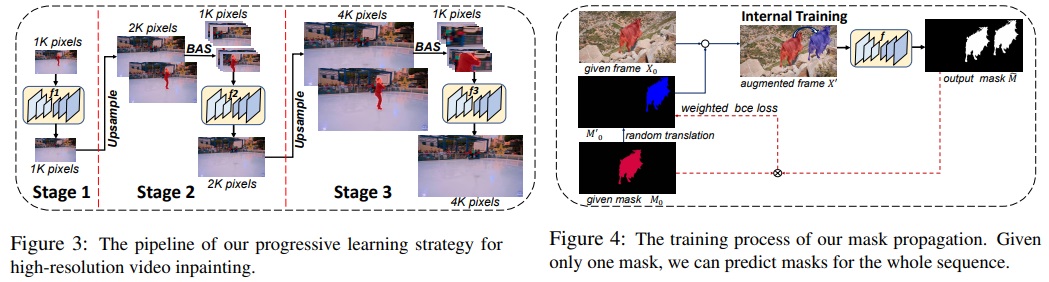 1K pixels
f1
1K pixels
Stage 1
Upsample
2K pixels
1K pixels
BAS
f2
2K pixels
Stage 2
Upsample
4K pixels
1K pixels
BAS
f3
4K pixels
Stage 3
Figure 3: The pipeline of our progressive learning strategy for
high-resolution video inpainting.
Internal Training
given frame X₀
augmented frame X'
f
output mask M̄
M'₀
weighted bce loss
random translation
given mask M₀
Figure 4: The training process of our mask propagation. Given
only one mask, we can predict masks for the whole sequence.